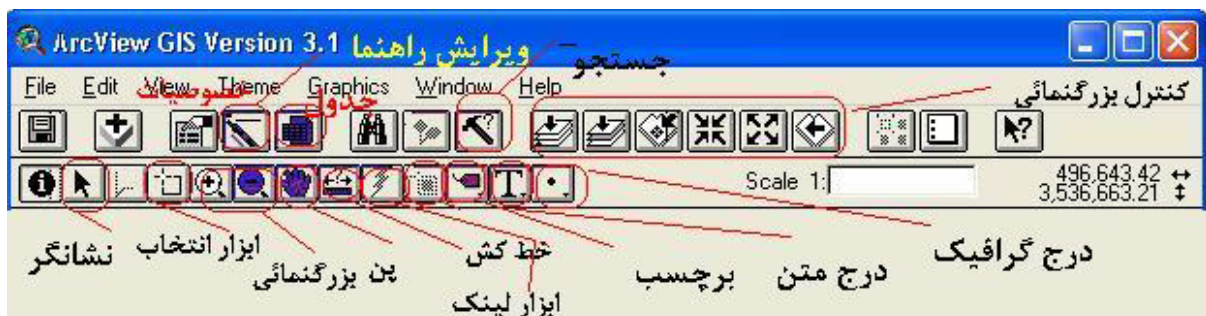 ArcView GIS Version 3.1
ویرایش راهنما
جستجو
File Edit View Theme Graphics Window Help
خصوصیات
جدول
کنترل بزرگنمائی
Scale 1:
496,643.42
3,536,663.21
نشانگر
ابزار انتخاب
بزرگنمائی
پن
خط کش
ابزار لینک
برچسب
درج متن
درج گرافیک